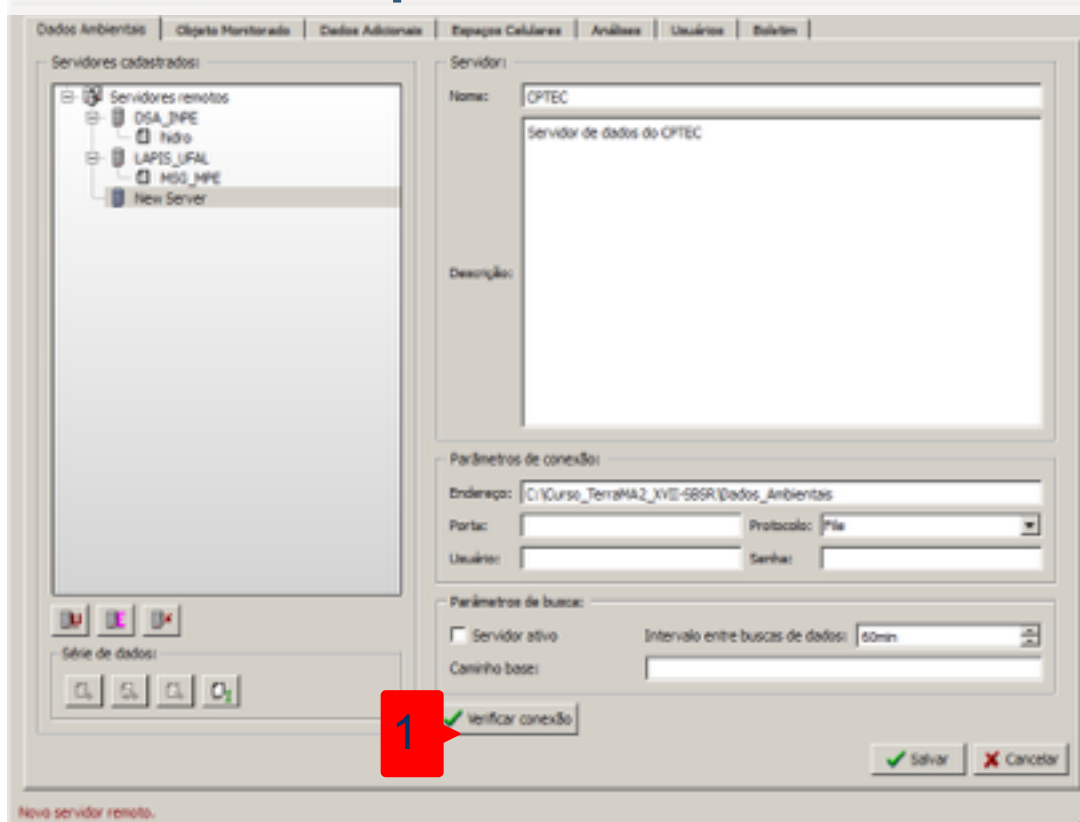 Dados Ambientais Objeto Monitorado Dados Adicionais Espaços Celulares Análises Usuários Boletim
Servidores cadastrados:
Servidores remotos
DSA_INPE
hidro
LAPIS_UFAL
MSG_MPE
New Server
Série de dados:
Servidor:
Nome: CPTEC
Servidor de dados do CPTEC
Descrição:
Parâmetros de conexão:
Endereço: C:\Curso_TerraMA2_XVII-SBSR\Dados_Ambientais
Porta: Protocolo: File
Usuário: Senha:
Parâmetros de busca:
Servidor ativo Intervalo entre buscas de dados: 60min
Caminho base:
1 Verificar conexão
Salvar Cancelar
Novo servidor remoto.